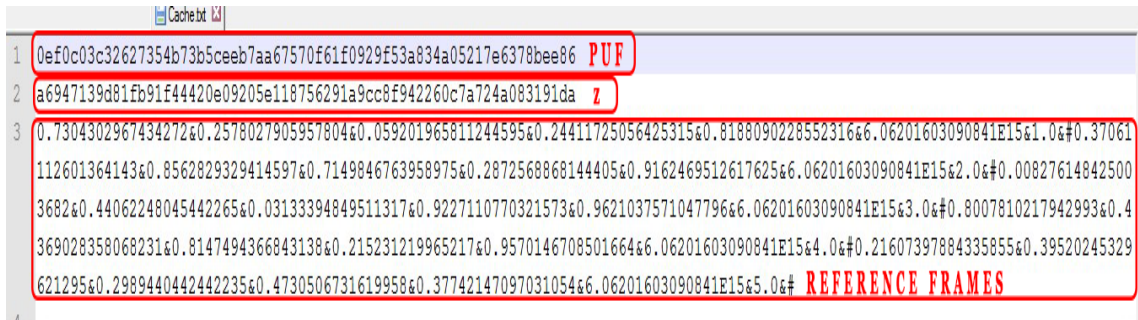 Cache.txt
1 0ef0c03c32627354b73b5ceeb7aa67570f61f0929f53a834a05217e6378bee86 PUF
2 a6947139d81fb91f44420e09205e118756291a9cc8f942260c7a724a083191da z
3 0.7304302967434272&0.2578027905957804&0.059201965811244595&0.24411725056425315&0.8188090228552316&6.06201603090841E15&1.0&#0.37061
112601364143&0.8562829329414597&0.7149846763958975&0.2872568868144405&0.9162469512617625&6.06201603090841E15&2.0&#0.00827614842500
3682&0.44062248045442265&0.03133394849511317&0.9227110770321573&0.9621037571047796&6.06201603090841E15&3.0&#0.8007810217942993&0.4
369028358068231&0.8147494366843138&0.215231219965217&0.9570146708501664&6.06201603090841E15&4.0&#0.21607397884335855&0.39520245329
621295&0.2989440442442235&0.4730506731619958&0.37742147097031054&6.06201603090841E15&5.0&# REFERENCE FRAMES